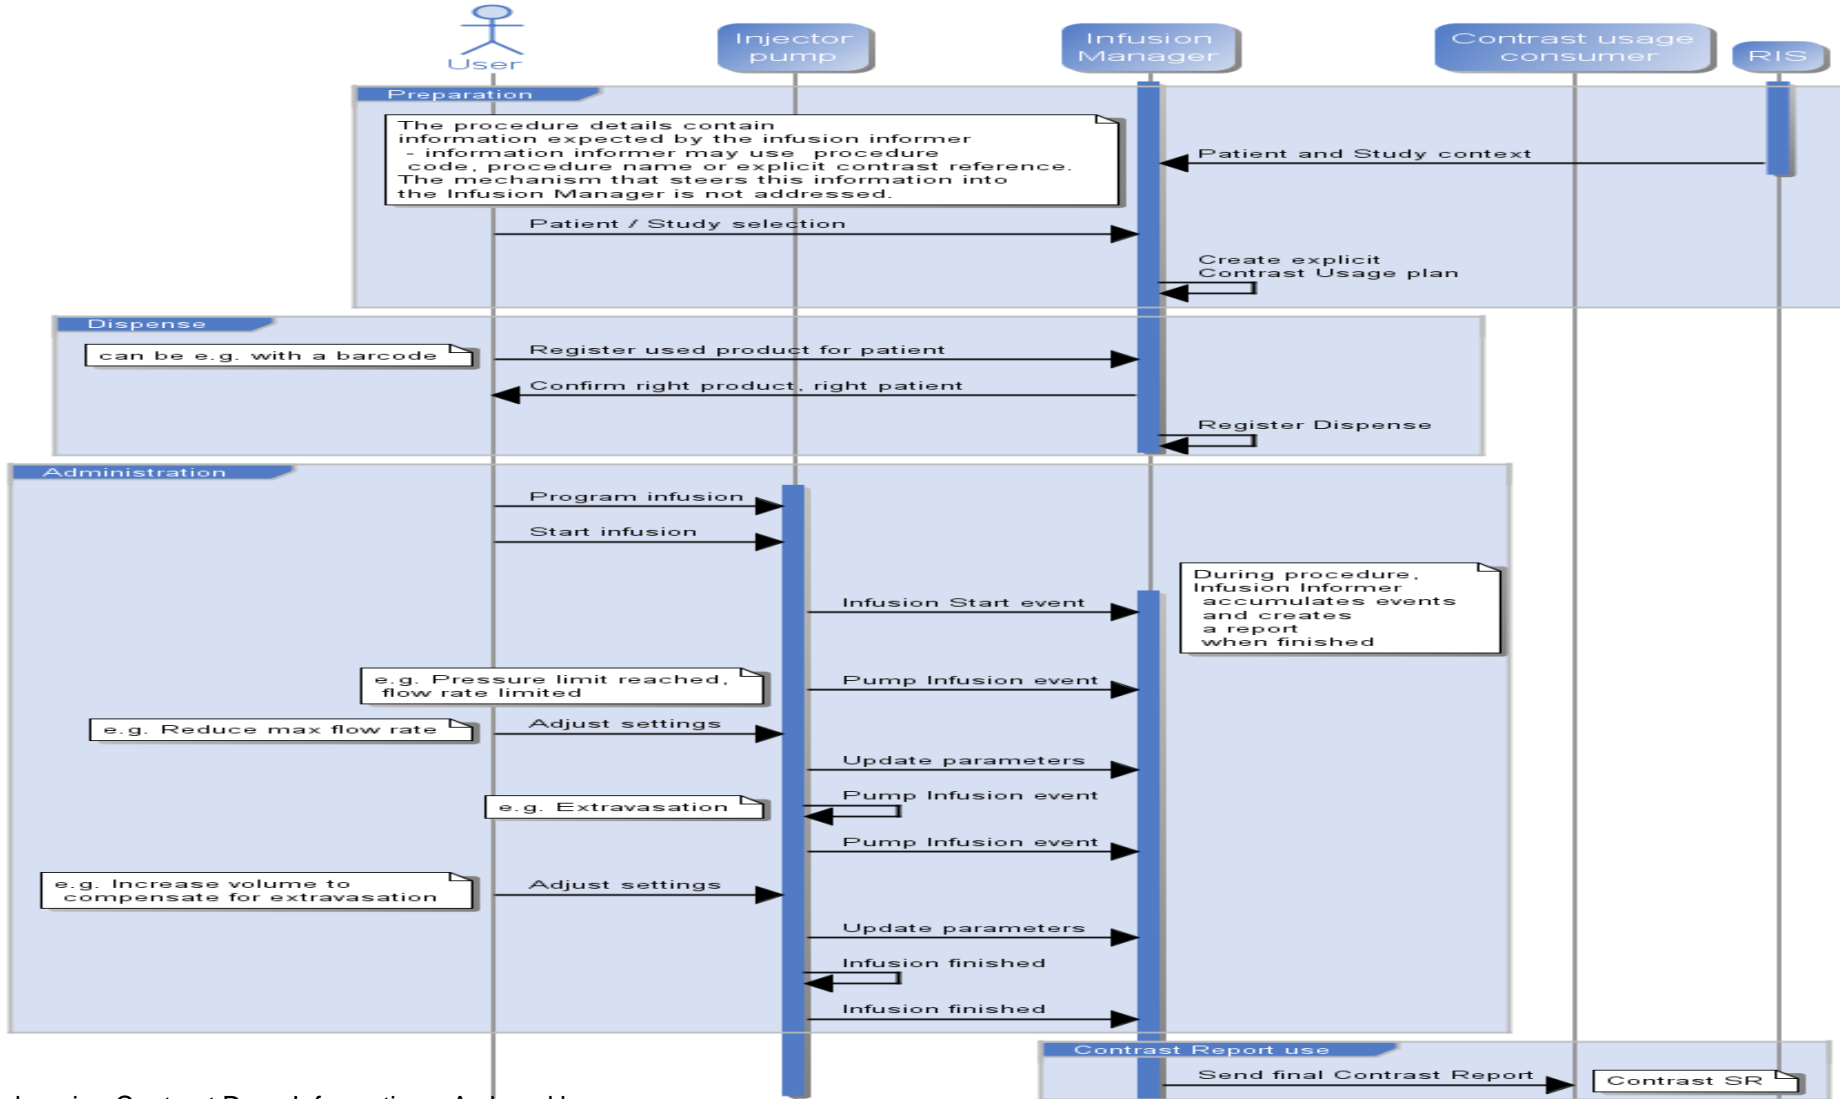 User
Injector
pump
Infusion
Manager
Contrast usage
consumer
RIS
Preparation
The procedure details contain
information expected by the infusion informer
- information informer may use procedure
code, procedure name or explicit contrast reference.
The mechanism that steers this information into
the Infusion Manager is not addressed.
Patient and Study context
Patient / Study selection
Create explicit
Contrast Usage plan
Dispense
can be e.g. with a barcode
Register used product for patient
Confirm right product, right patient
Register Dispense
Administration
Program infusion
Start infusion
During procedure,
Infusion Informer
accumulates events
and creates
a report
when finished
Infusion Start event
e.g. Pressure limit reached,
flow rate limited
Pump Infusion event
e.g. Reduce max flow rate
Adjust settings
Update parameters
Pump Infusion event
e.g. Extravasation
Pump Infusion event
e.g. Increase volume to
compensate for extravasation
Adjust settings
Update parameters
Infusion finished
Infusion finished
Contrast Report use
Send final Contrast Report
Contrast SR